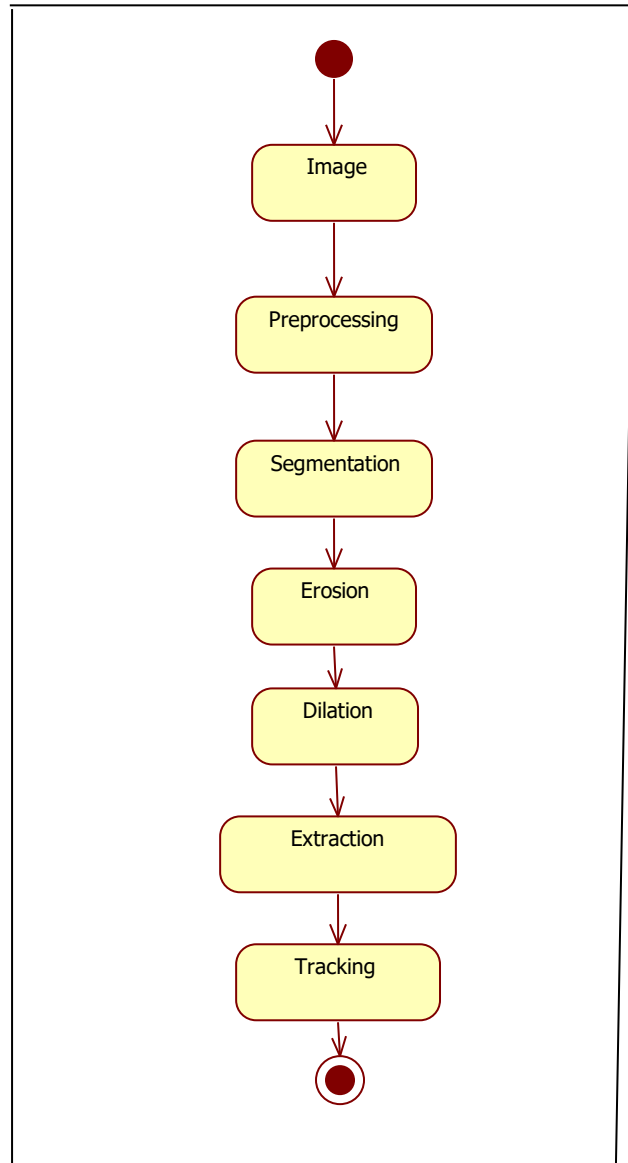 Image
Preprocessing
Segmentation
Erosion
Dilation
Extraction
Tracking